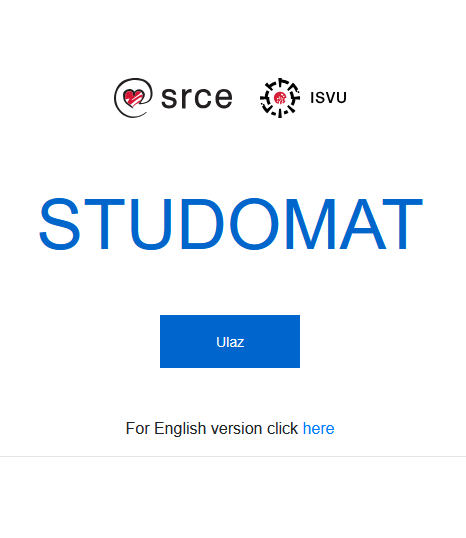 srce ISVU
STUDOMAT
Ulaz
For English version click here